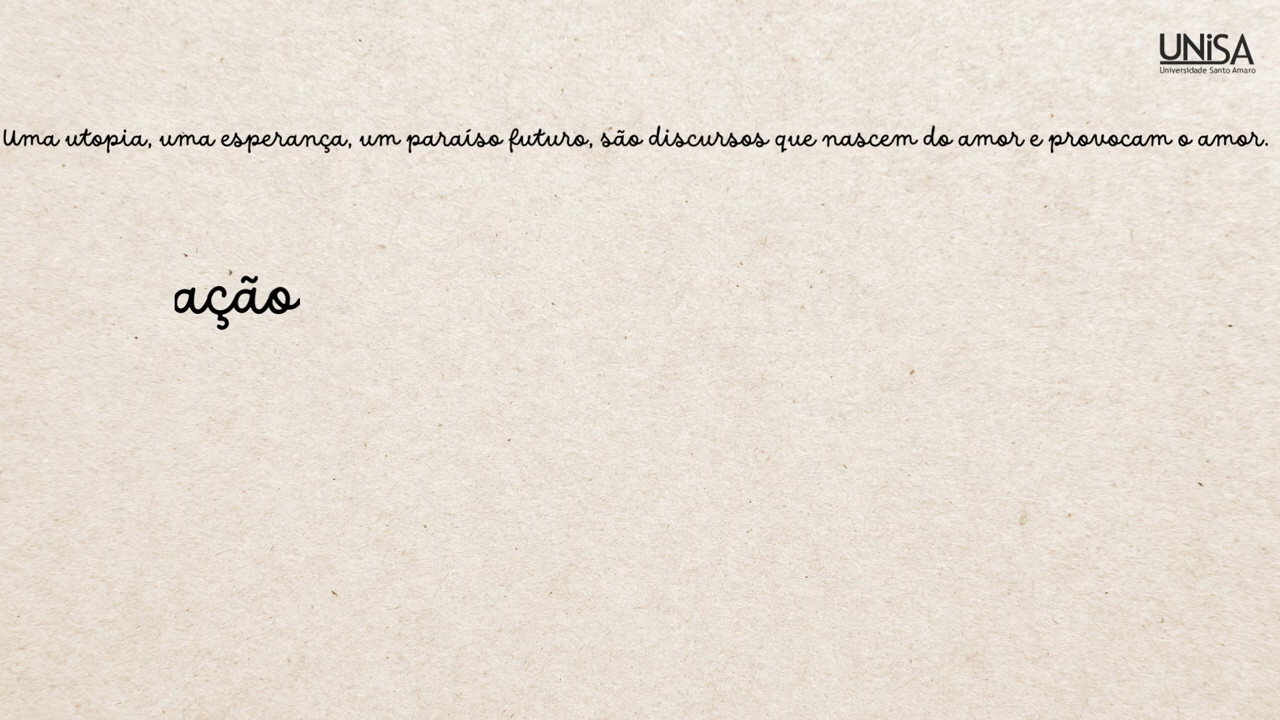 UNiSA
Universidade Santo Amaro
Uma utopia, uma esperança, um paraíso futuro, são discursos que nascem do amor e provocam o amor.
ação